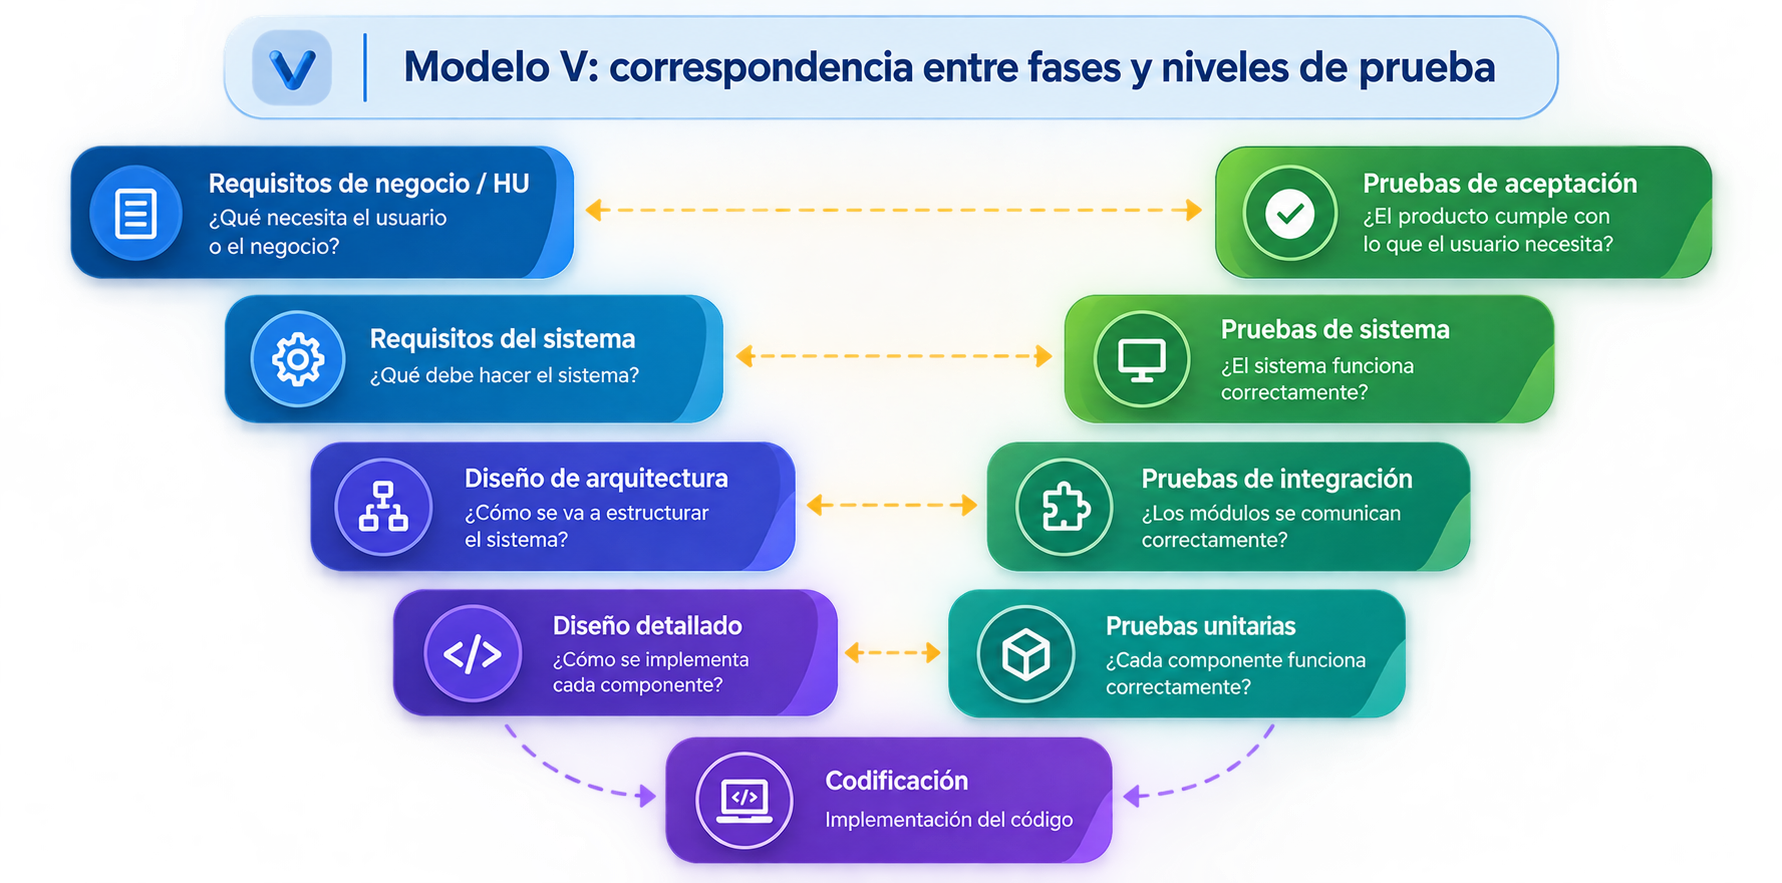 Modelo V: correspondencia entre fases y niveles de prueba
Requisitos de negocio / HU
¿Qué necesita el usuario
o el negocio?
Pruebas de aceptación
¿El producto cumple con
lo que el usuario necesita?
Requisitos del sistema
¿Qué debe hacer el sistema?
Pruebas de sistema
¿El sistema funciona
correctamente?
Diseño de arquitectura
¿Cómo se va a estructurar
el sistema?
Pruebas de integración
¿Los módulos se comunican
correctamente?
Diseño detallado
¿Cómo se implementa
cada componente?
Pruebas unitarias
¿Cada componente funciona
correctamente?
Codificación
Implementación del código